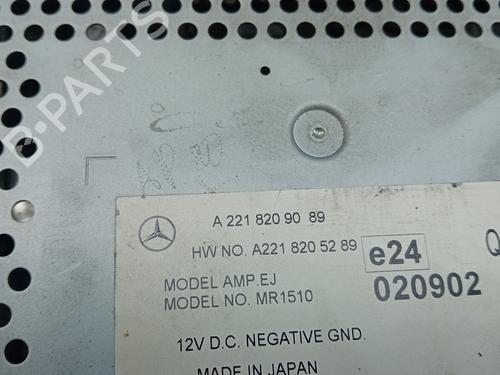 B-PARTS
A 221 820 90 89
HW NO. A221 820 52 89
e24
Q
MODEL AMP.EJ
MODEL NO. MR1510
020902
12V D.C. NEGATIVE GND.
MADE IN JAPAN